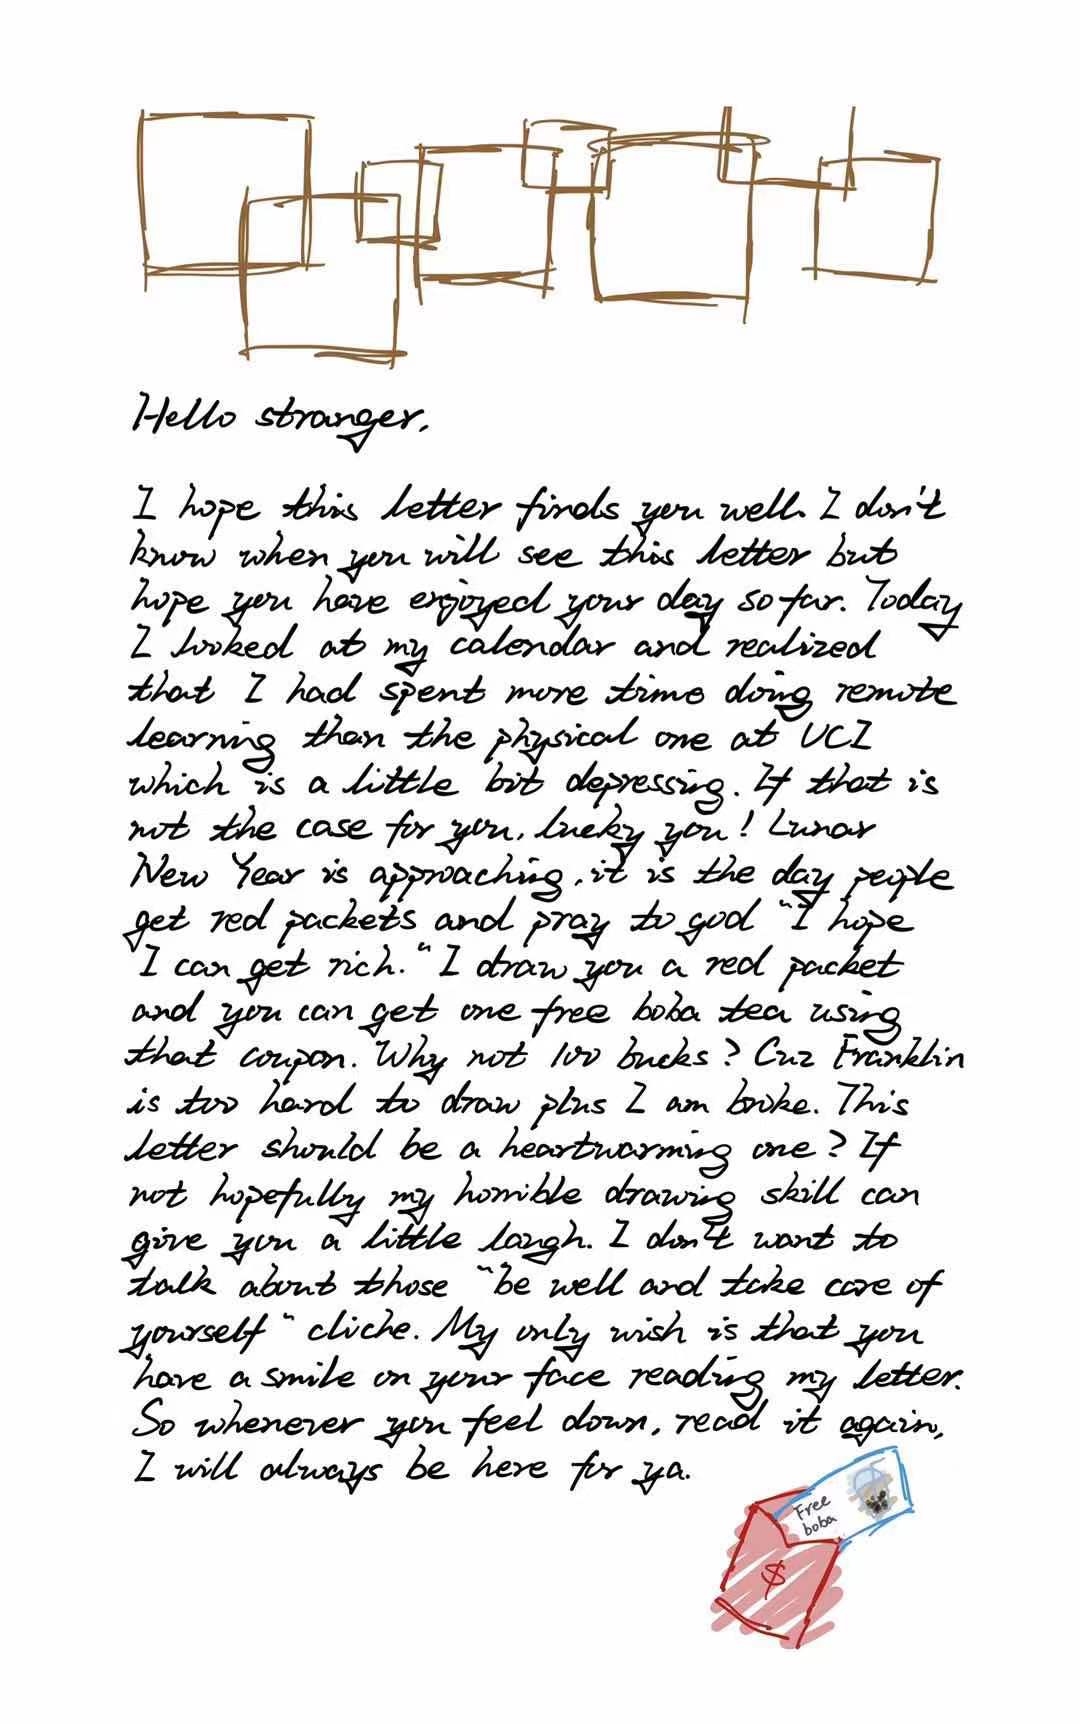 Hello stranger,
I hope this letter finds you well. I don't
know when you will see this letter but
hope you have enjoyed your day so far. Today
I looked at my calendar and realized
that I had spent more time doing remote
learning than the physical one at UCI
which is a little bit depressing. If that is
not the case for you, lucky you! Lunar
New Year is approaching, it is the day people
get red packets and pray to god "I hope
I can get rich." I draw you a red packet
and you can get one free boba tea using
that coupon. Why not 100 bucks? Cuz Franklin
is too hard to draw plus I am broke. This
letter should be a heartwarming one? If
not hopefully my horrible drawing skill can
give you a little laugh. I don't want to
talk about those "be well and take care of
yourself" cliche. My only wish is that you
have a smile on your face reading my letter.
So whenever you feel down, read it again,
I will always be here for ya.
Free
boba
$